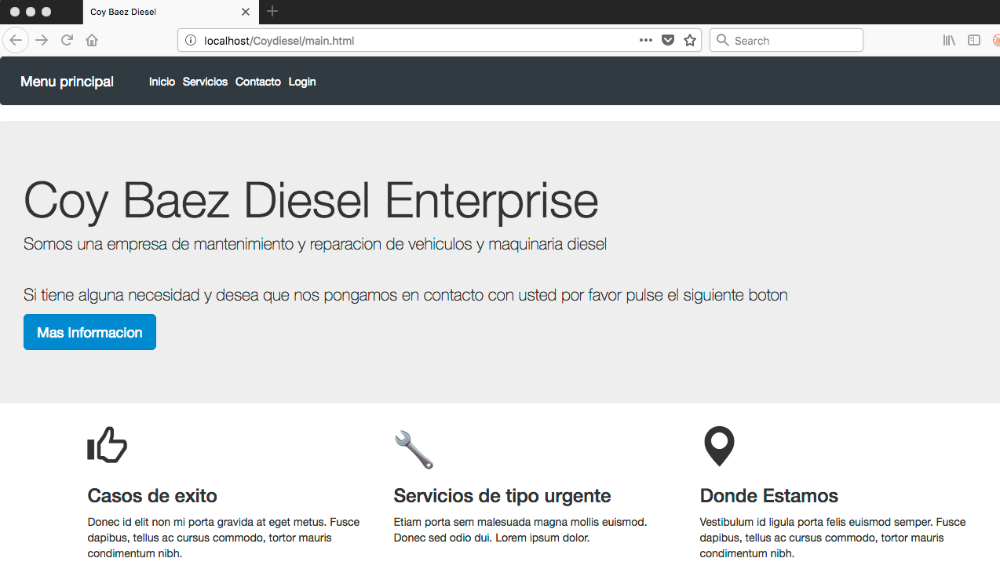 Coy Baez Diesel
localhost/Coydiesel/main.html
Search
Menu principal Inicio Servicios Contacto Login
Coy Baez Diesel Enterprise
Somos una empresa de mantenimiento y reparacion de vehiculos y maquinaria diesel
Si tiene alguna necesidad y desea que nos pongamos en contacto con usted por favor pulse el siguiente boton
Mas Informacion
Casos de exito
Donec id elit non mi porta gravida at eget metus. Fusce
dapibus, tellus ac cursus commodo, tortor mauris
condimentum nibh.
Servicios de tipo urgente
Etiam porta sem malesuada magna mollis euismod.
Donec sed odio dui. Lorem ipsum dolor.
Donde Estamos
Vestibulum id ligula porta felis euismod semper. Fusce
dapibus, tellus ac cursus commodo, tortor mauris
condimentum nibh.